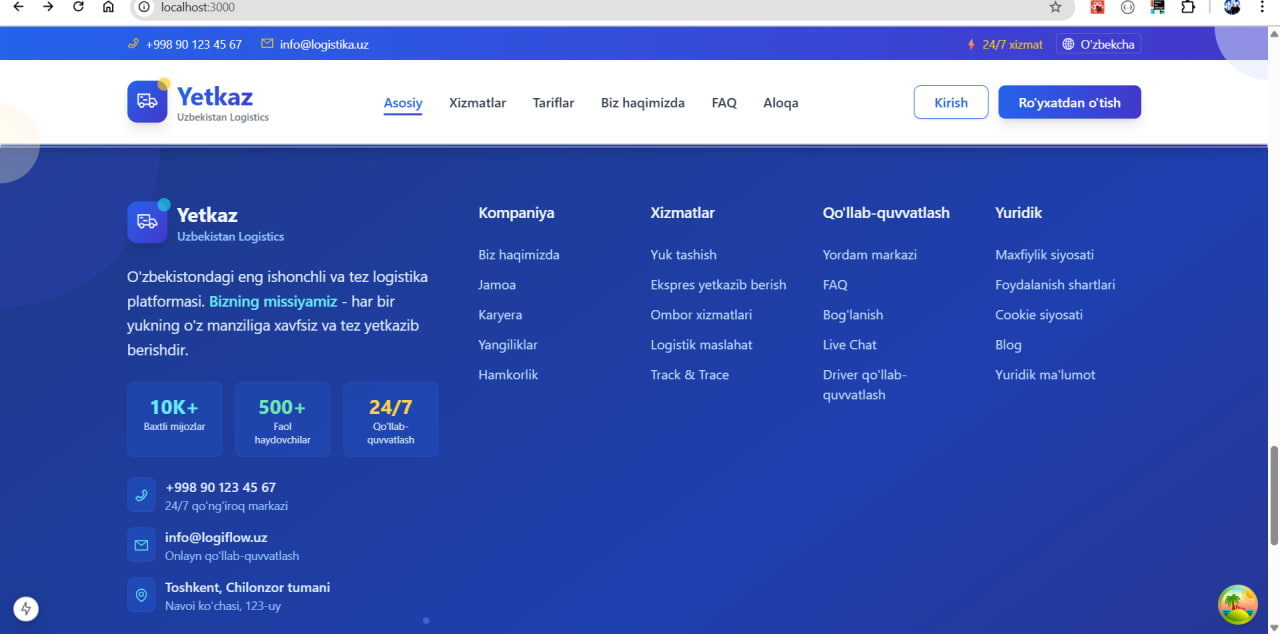 localhost:3000
+998 90 123 45 67
info@logistika.uz
24/7 xizmat
O'zbekcha
Yetkaz
Uzbekistan Logistics
Asosiy
Xizmatlar
Tariflar
Biz haqimizda
FAQ
Aloqa
Kirish
Ro'yxatdan o'tish
Yetkaz
Uzbekistan Logistics
O'zbekistondagi eng ishonchli va tez logistika
platformasi. Bizning missiyamiz - har bir
yukning o'z manziliga xavfsiz va tez yetkazib
berishdir.
10K+
Baxtli mijozlar
500+
Faol
haydovchilar
24/7
Qo'llab-
quvvatlash
+998 90 123 45 67
24/7 qo'ng'iroq markazi
info@logiflow.uz
Onlayn qo'llab-quvvatlash
Toshkent, Chilonzor tumani
Navoi ko'chasi, 123-uy
Kompaniya
Biz haqimizda
Jamoa
Karyera
Yangiliklar
Hamkorlik
Xizmatlar
Yuk tashish
Ekspres yetkazib berish
Ombor xizmatlari
Logistik maslahat
Track & Trace
Qo'llab-quvvatlash
Yordam markazi
FAQ
Bog'lanish
Live Chat
Driver qo'llab-
quvvatlash
Yuridik
Maxfiylik siyosati
Foydalanish shartlari
Cookie siyosati
Blog
Yuridik ma'lumot